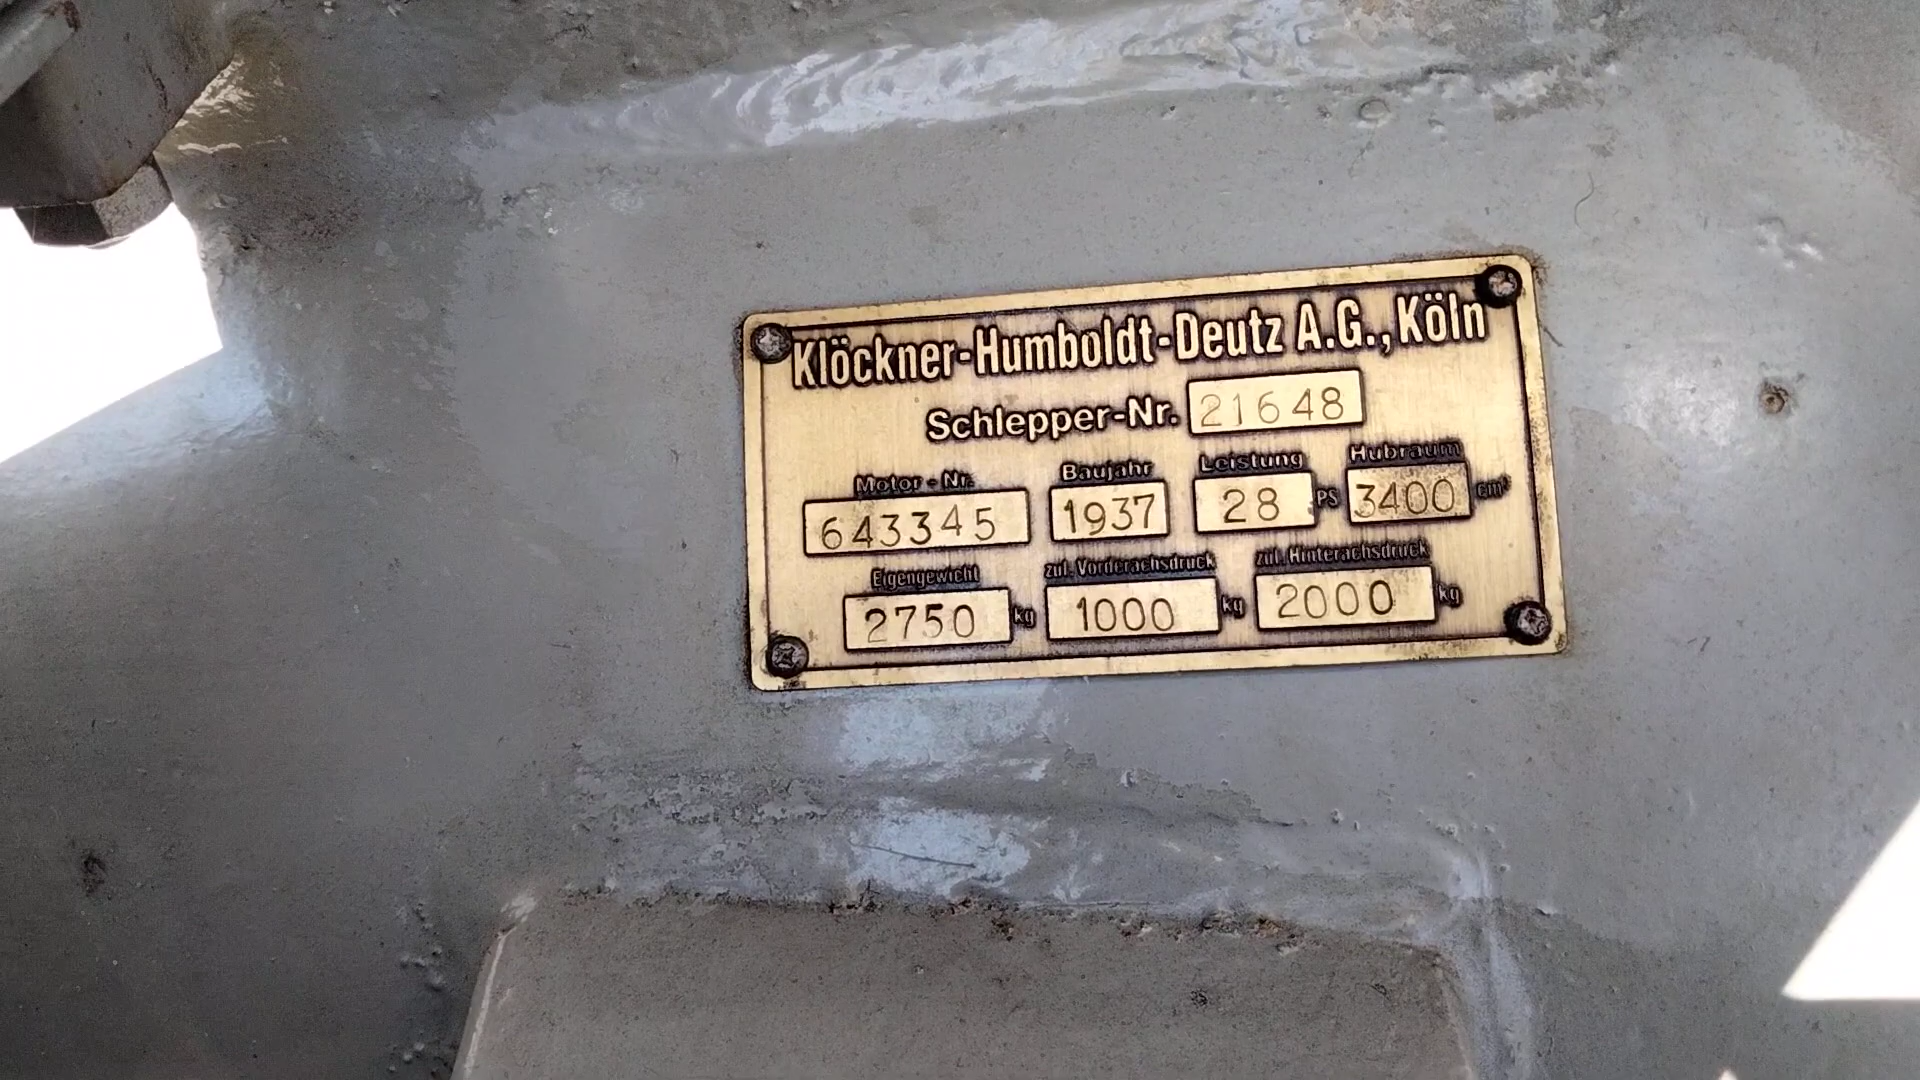 Klöckner-Humboldt-Deutz A.G., Köln
Schlepper-Nr. 21648
Motor-Nr. Baujahr Leistung Hubraum
643345 1937 28 PS 3400 cm³
Eigengewicht zul. Vorderachsdruck zul. Hinterachsdruck
2750 kg 1000 kg 2000 kg